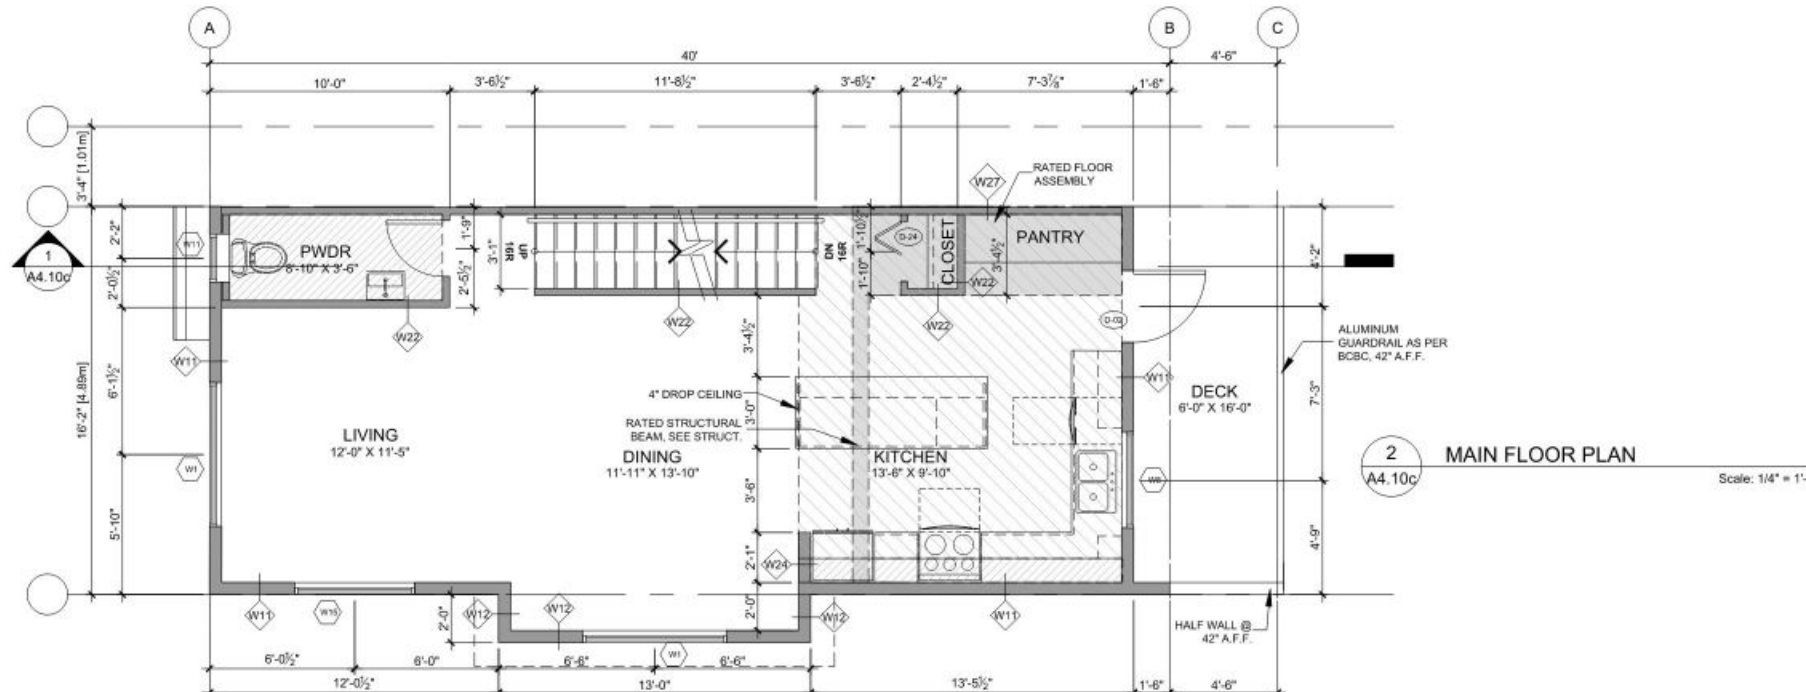 A
B
C
40'
4'-6"
10'-0"
3'-6½"
11'-8½"
3'-6½"
2'-4½"
7'-3⅞"
1'-6"
3'-4" [1.01m]
RATED FLOOR
ASSEMBLY
W27
2'-2"
W11
PWDR
8'-10" X 3'-6"
1'-9"
3'-1"
UP
16R
DN
16R
1'-10½"
D-24
CLOSET
3'-4½"
PANTRY
4'-2"
1
A4.10c
2'-0½"
2'-5½"
1'-10"
W22
W22
W22
W22
D-02
ALUMINUM
GUARDRAIL AS PER
BCBC, 42" A.F.F.
W11
3'-4½"
16'-2" [4.89m]
6'-1½"
4" DROP CEILING
3'-0"
W11
DECK
6'-0" X 16'-0"
7'-3"
RATED STRUCTURAL
BEAM, SEE STRUCT.
LIVING
12'-0" X 11'-5"
DINING
11'-11" X 13'-10"
KITCHEN
13'-6" X 9'-10"
2
A4.10c
MAIN FLOOR PLAN
Scale: 1/4" = 1'-
W1
3'-6"
5'-10"
2'-1"
W24
4'-9"
W11
W15
W12
W12
2'-0"
2'-0"
W12
W11
HALF WALL @
42" A.F.F.
W1
6'-0½"
6'-0"
6'-6"
6'-6"
12'-0½"
13'-0"
13'-5½"
1'-6"
4'-6"